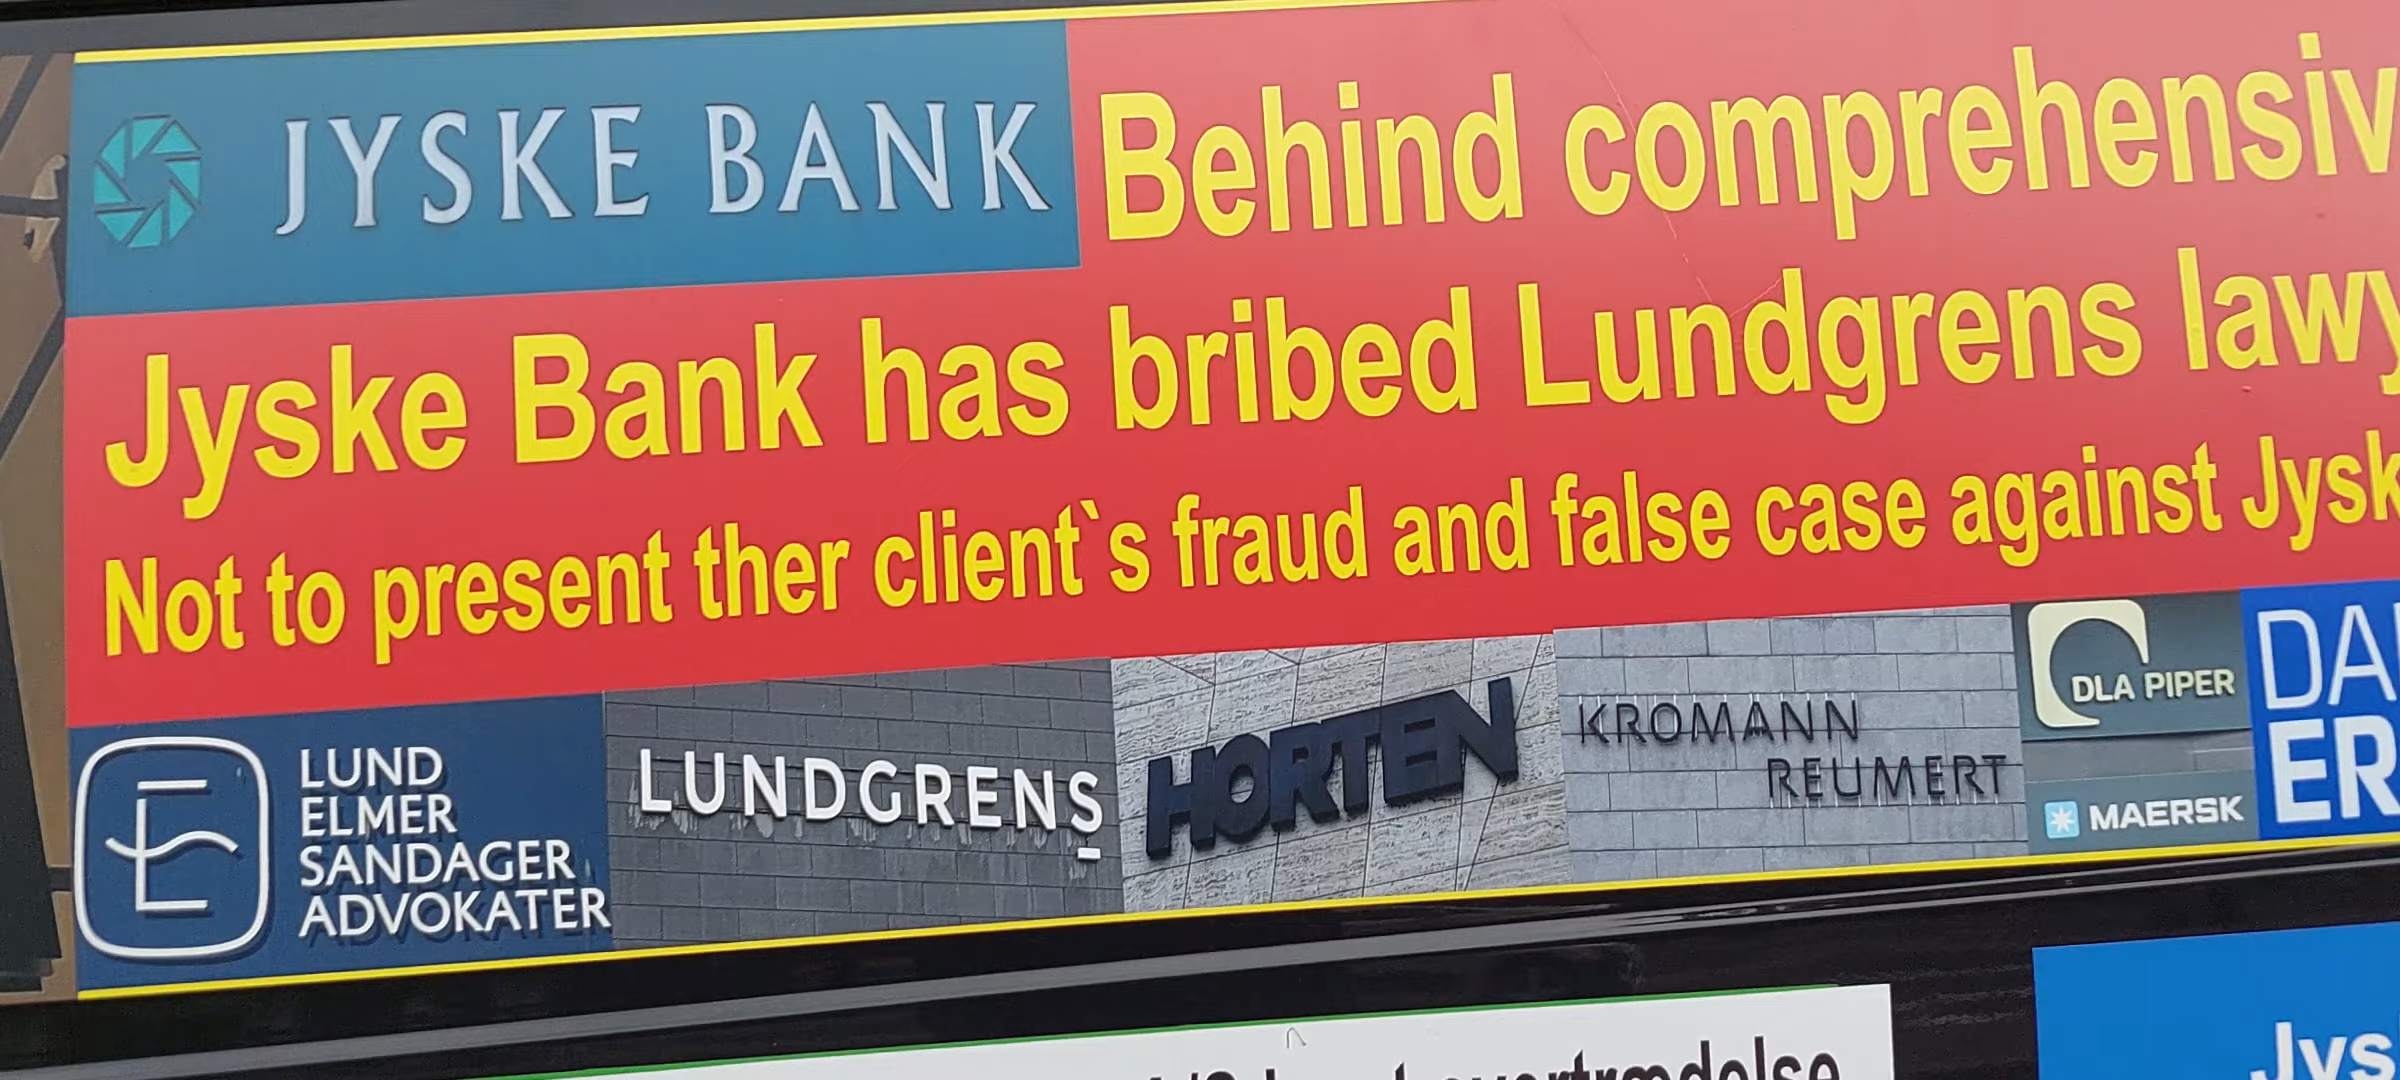 JYSKE BANK
Behind comprehensiv
Jyske Bank has bribed Lundgrens lawy
Not to present ther client`s fraud and false case against Jysk
LUND
ELMER
SANDAGER
ADVOKATER
LUNDGRENS
HORTEN
KROMANN
REUMERT
DLA PIPER
MAERSK
DA
ER
Jys